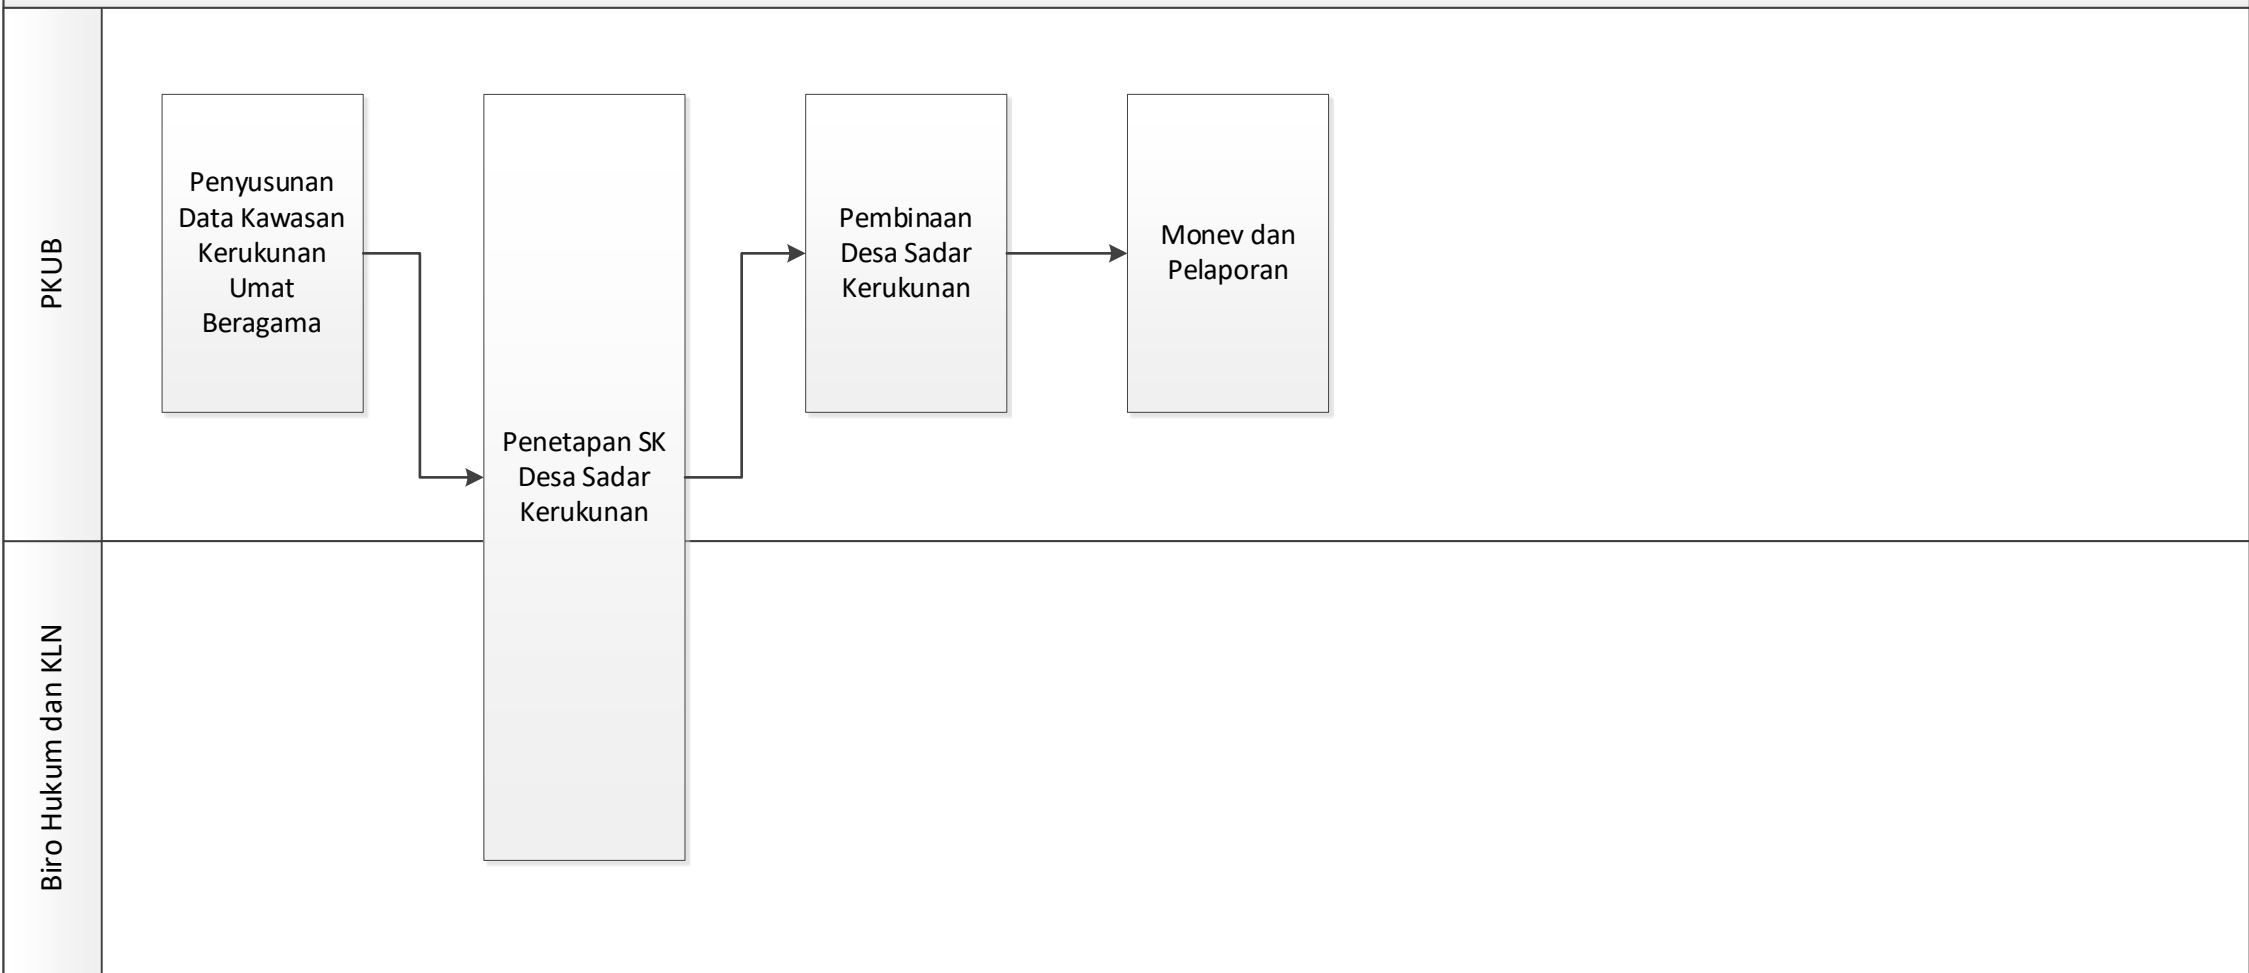 PKUB
Penyusunan
Data Kawasan
Kerukunan
Umat
Beragama
Penetapan SK
Desa Sadar
Kerukunan
Pembinaan
Desa Sadar
Kerukunan
Monev dan
Pelaporan
Biro Hukum dan KLN